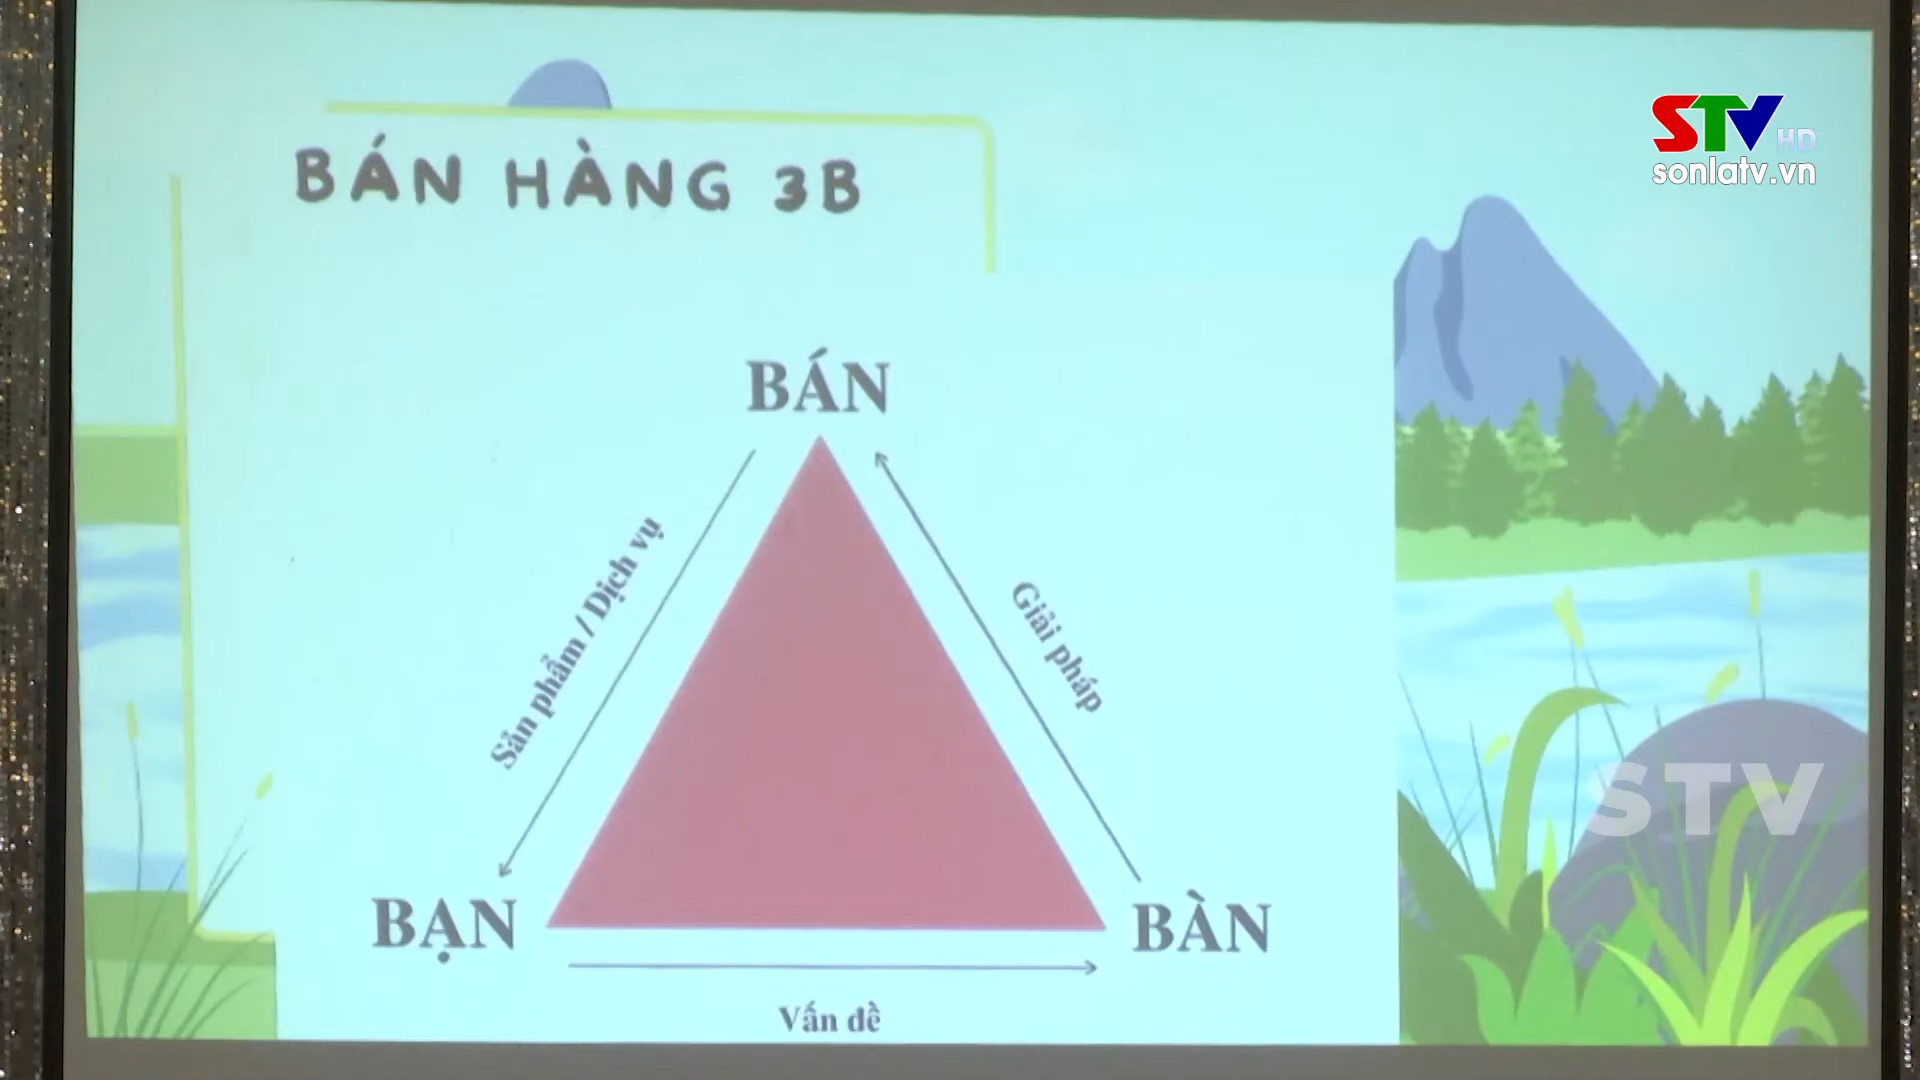 STV HD
sonlatv.vn
BÁN HÀNG 3B
BÁN
Sản phẩm / Dịch vụ
Giải pháp
BẠN
BÀN
Vấn đề
STV